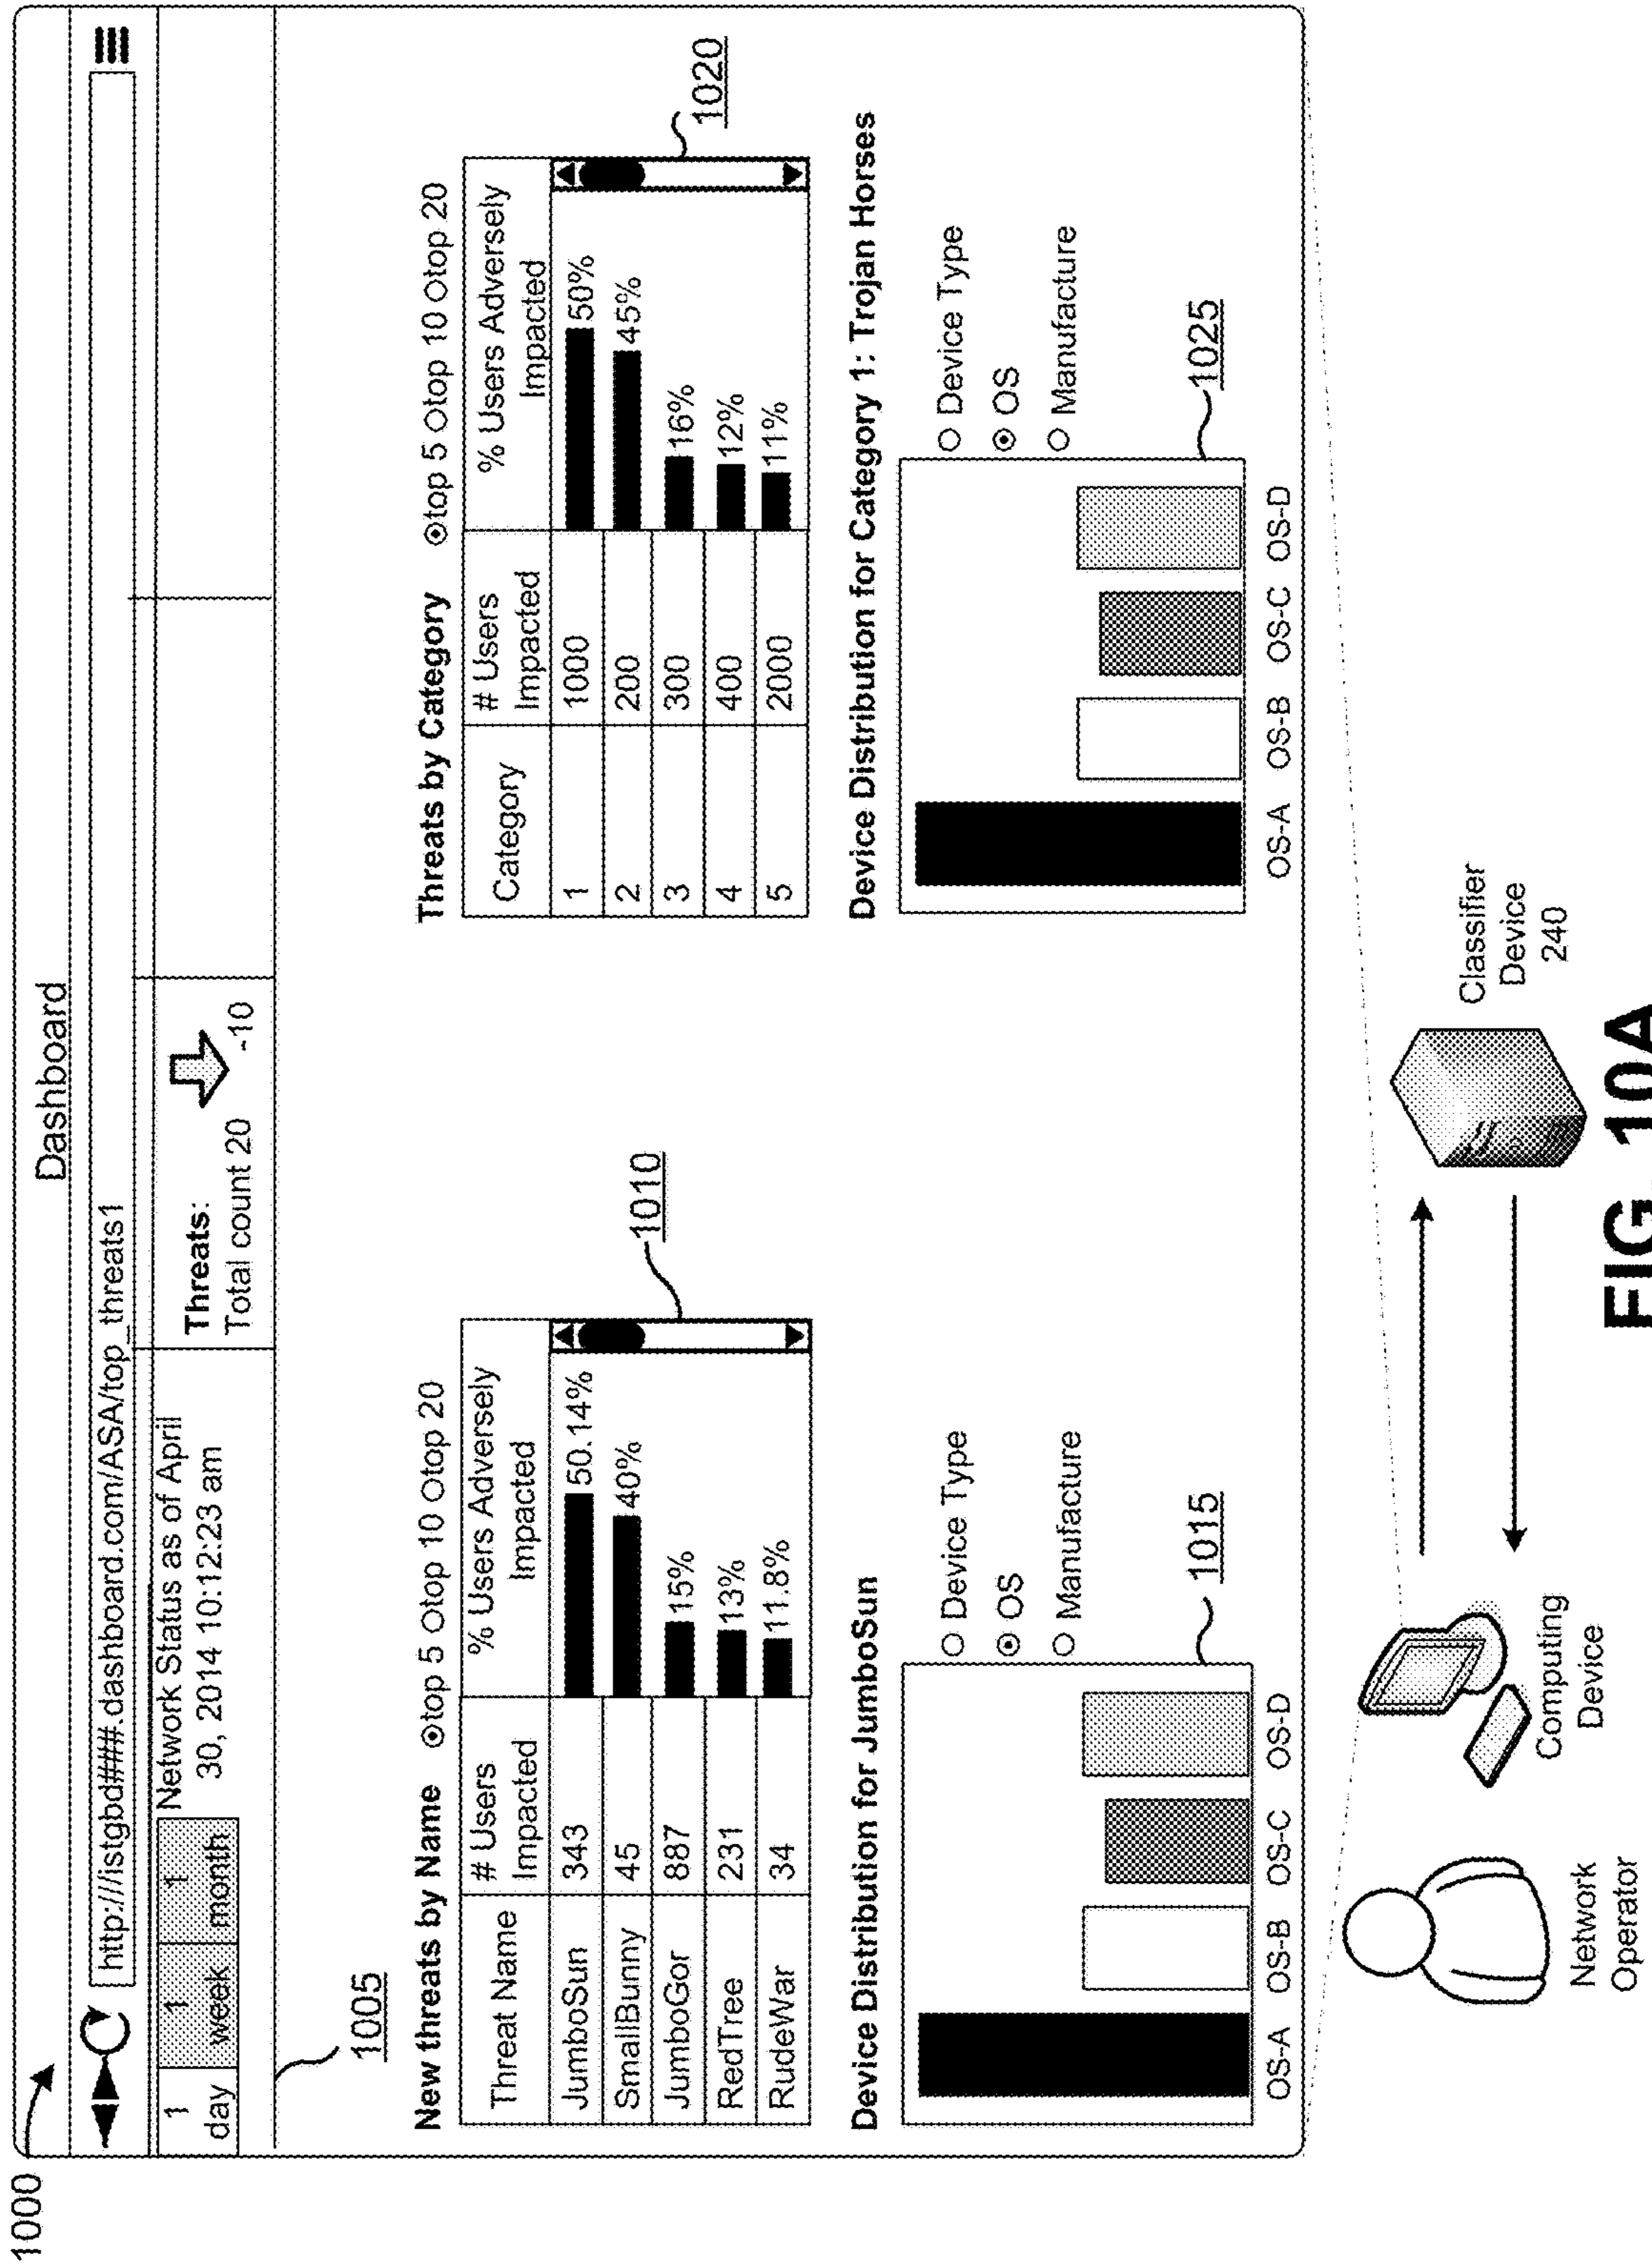 1000
Dashboard
http://istgbd###.dashboard.com/ASA/top_threats1
1 day
1 week
1 month
Network Status as of April
30, 2014 10:12:23 am
Threats:
Total count 20
-10
1005
New threats by Name
top 5 top 10 top 20
Threat Name
# Users
Impacted
% Users Adversely
Impacted
JumboSun 343 50.14%
SmallBunny 45 40%
JumboGor 887 15%
RedTree 231 13%
RudeWar 34 11.8%
1010
Threats by Category
top 5 top 10 top 20
Category
# Users
Impacted
% Users Adversely
Impacted
1 1000 50%
2 200 45%
3 300 16%
4 400 12%
5 2000 11%
1020
Device Distribution for JumboSun
Device Type
OS
Manufacture
1015
OS-A OS-B OS-C OS-D
Device Distribution for Category 1: Trojan Horses
Device Type
OS
Manufacture
1025
OS-A OS-B OS-C OS-D
Network
Operator
Computing
Device
Classifier
Device
240
FIG. 10A